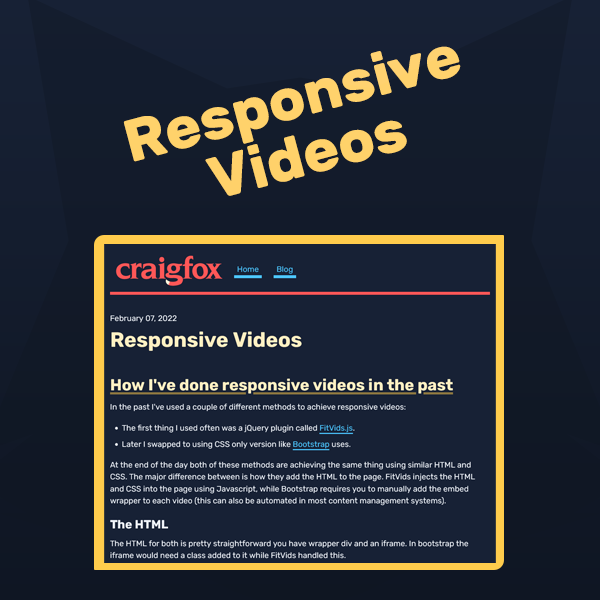 Responsive
Videos
craigfox
Home
Blog
February 07, 2022
Responsive Videos
How I've done responsive videos in the past
In the past I've used a couple of different methods to achieve responsive videos:
• The first thing I used often was a jQuery plugin called FitVids.js.
• Later I swapped to using CSS only version like Bootstrap uses.
At the end of the day both of these methods are achieving the same thing using similar HTML and
CSS. The major difference between is how they add the HTML to the page. FitVids injects the HTML
and CSS into the page using Javascript, while Bootstrap requires you to manually add the embed
wrapper to each video (this can also be automated in most content management systems).
The HTML
The HTML for both is pretty straightforward you have wrapper div and an iframe. In bootstrap the
iframe would need a class added to it while FitVids handled this.